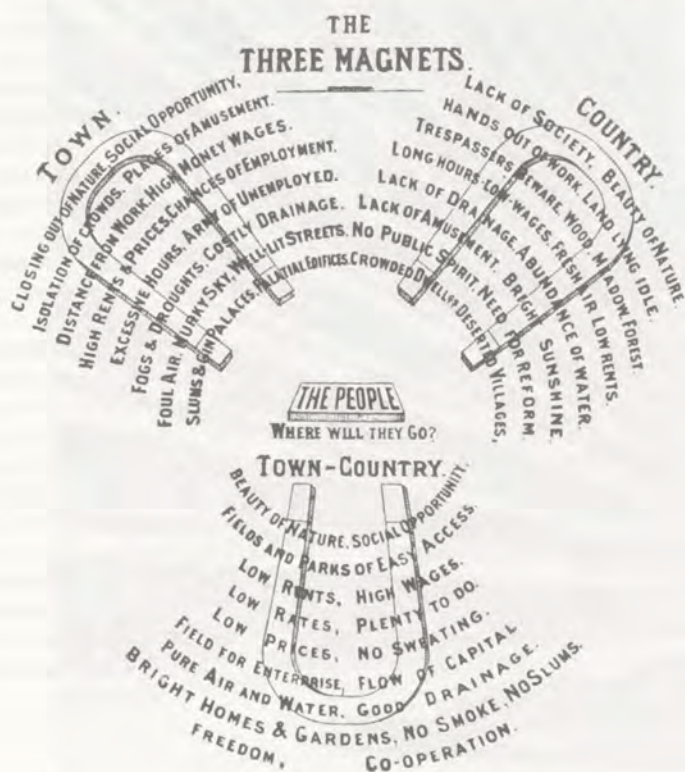 THE
THREE MAGNETS.
TOWN.
CLOSING OUT OF NATURE. SOCIAL OPPORTUNITY.
ISOLATION OF CROWDS. PLACES OF AMUSEMENT.
DISTANCE FROM WORK. HIGH MONEY WAGES.
HIGH RENTS & PRICES. CHANCES OF EMPLOYMENT.
EXCESSIVE HOURS. ARMY OF UNEMPLOYED.
FOGS & DROUGHTS. COSTLY DRAINAGE.
FOUL AIR. MURKY SKY. WELL-LIT STREETS.
SLUMS & GIN PALACES. PALATIAL EDIFICES.
COUNTRY.
LACK OF SOCIETY. BEAUTY OF NATURE.
HANDS OUT OF WORK. LAND LYING IDLE.
TRESPASSERS BEWARE. WOOD, MEADOW, FOREST.
LONG HOURS-LOW WAGES. FRESH AIR LOW RENTS.
LACK OF DRAINAGE. ABUNDANCE OF WATER.
LACK OF AMUSEMENT. BRIGHT SUNSHINE.
NO PUBLIC SPIRIT. NEED FOR REFORM.
CROWDED DWELLGS DESERTED VILLAGES,
THE PEOPLE
WHERE WILL THEY GO?
TOWN-COUNTRY.
BEAUTY OF NATURE. SOCIAL OPPORTUNITY.
FIELDS AND PARKS OF EASY ACCESS.
LOW RENTS, HIGH WAGES.
LOW RATES, PLENTY TO DO.
LOW PRICES, NO SWEATING.
FIELD FOR ENTERPRISE, FLOW OF CAPITAL
PURE AIR AND WATER, GOOD DRAINAGE.
BRIGHT HOMES & GARDENS, NO SMOKE, NO SLUMS.
FREEDOM, CO-OPERATION.